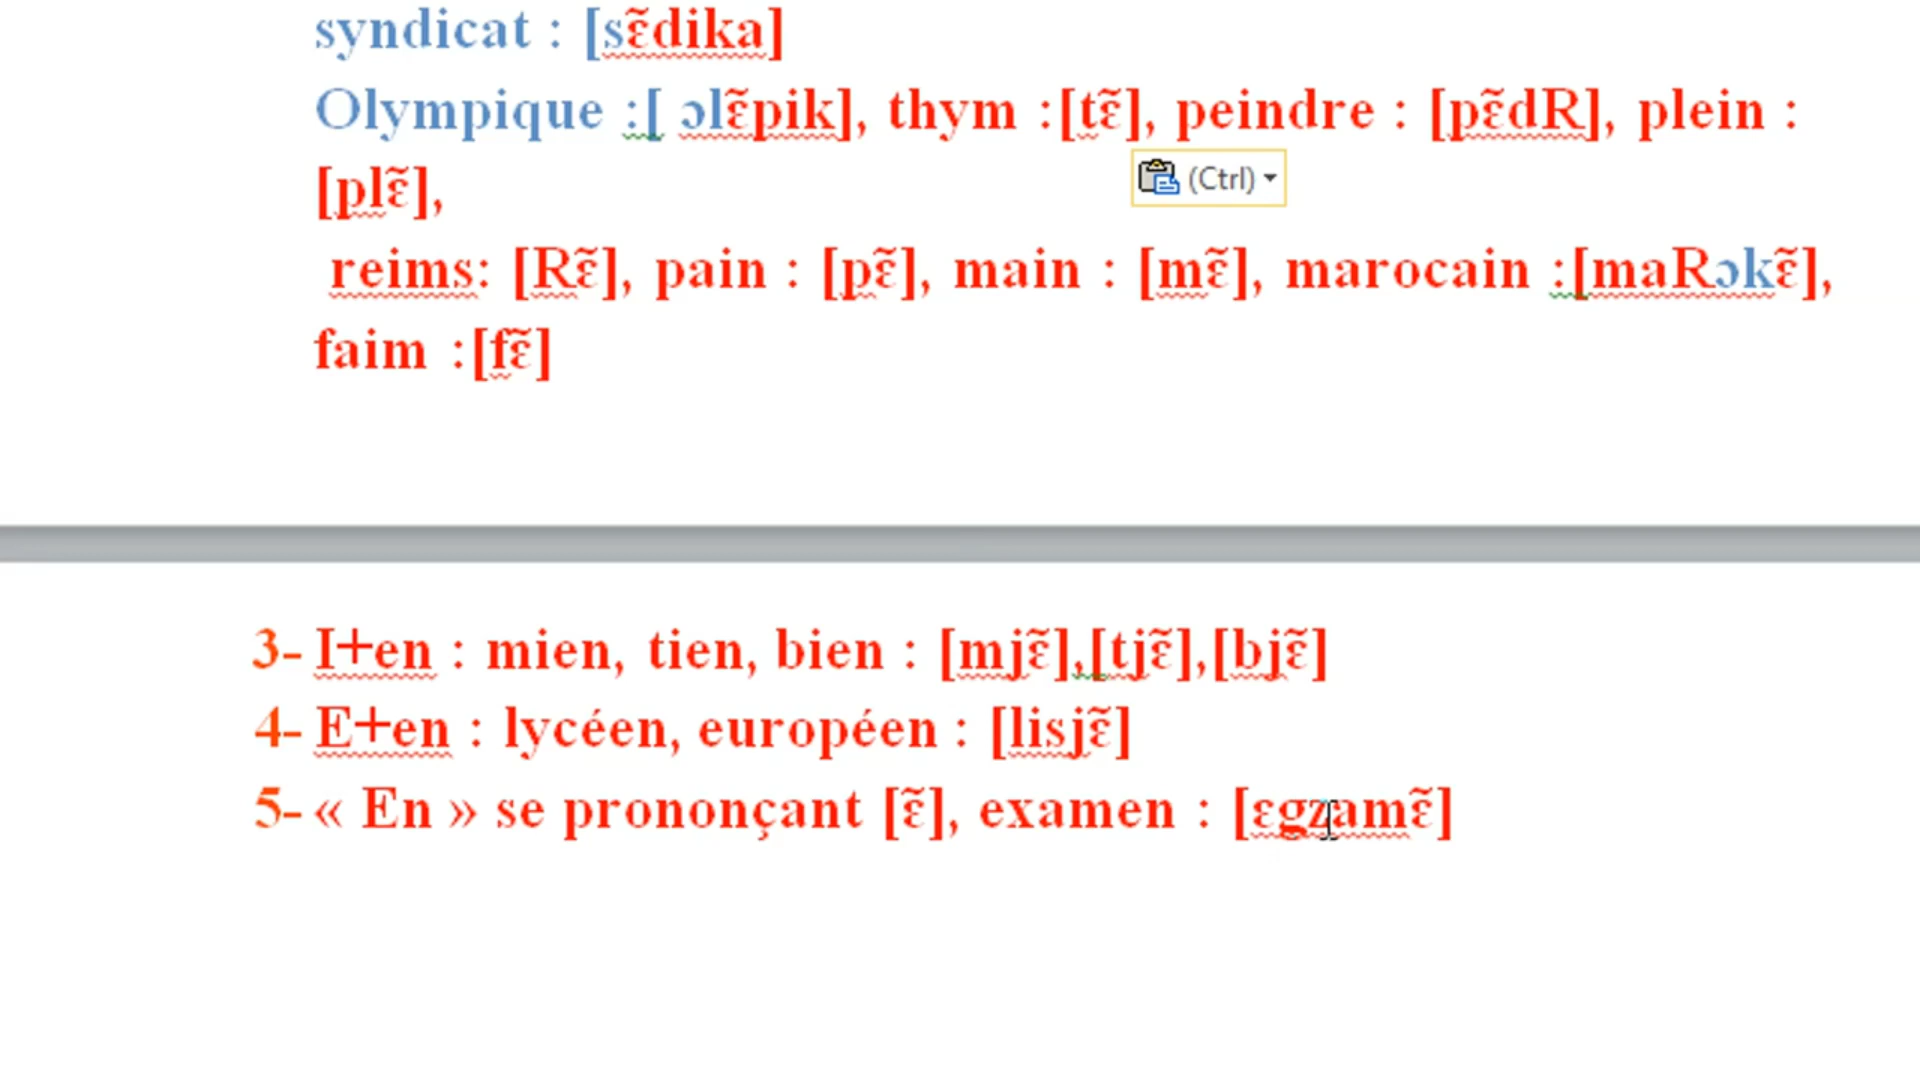 syndicat : [sɛ̃dika]
Olympique :[ ɔlɛ̃pik], thym :[tɛ̃], peindre : [pɛ̃dR], plein :
(Ctrl)
[plɛ̃],
reims: [Rɛ̃], pain : [pɛ̃], main : [mɛ̃], marocain :[maRɔkɛ̃],
faim :[fɛ̃]
3- I+en : mien, tien, bien : [mjɛ̃],[tjɛ̃],[bjɛ̃]
4- E+en : lycéen, européen : [lisjɛ̃]
5- « En » se prononçant [ɛ̃], examen : [ɛgzamɛ̃]